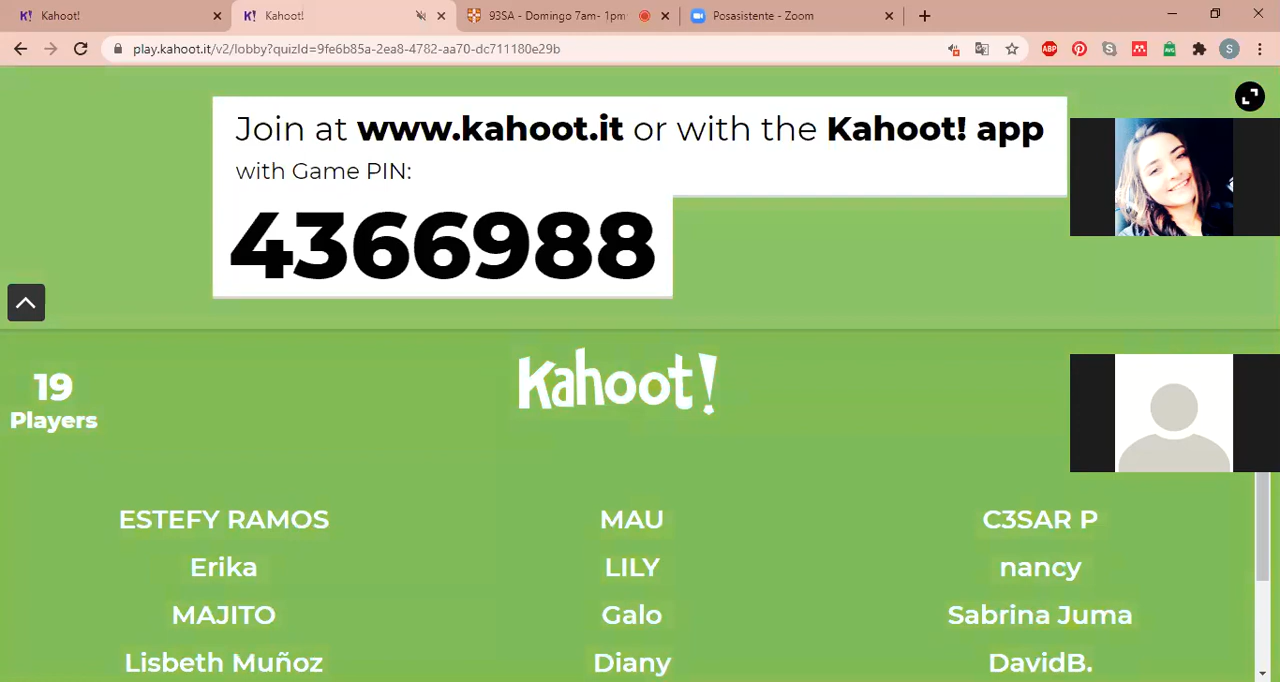 Kahoot!
Kahoot!
93SA - Domingo 7am- 1pm
Posasistente - Zoom
play.kahoot.it/v2/lobby?quizId=9fe6b85a-2ea8-4782-aa70-dc711180e29b
ABP
AVG
S
Join at www.kahoot.it or with the Kahoot! app
with Game PIN:
4366988
19
Players
Kahoot!
ESTEFY RAMOS MAU C3SAR P
Erika LILY nancy
MAJITO Galo Sabrina Juma
Lisbeth Muñoz Diany DavidB.